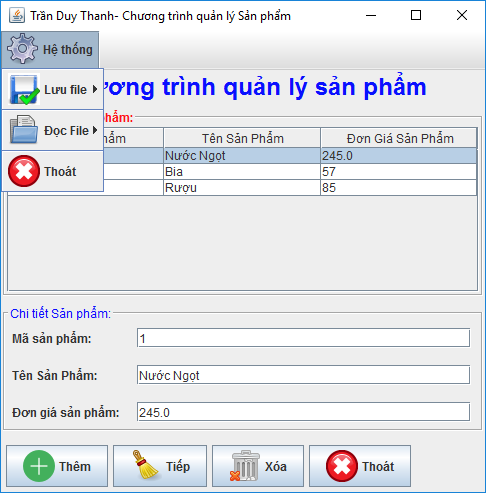 Trần Duy Thanh- Chương trình quản lý Sản phẩm
Hệ thống
Lưu file
Đọc File
Thoát
ương trình quản lý sản phẩm
phẩm:
hẩm Tên Sản Phẩm Đơn Giá Sản Phẩm
Nước Ngọt 245.0
Bia 57
Rượu 85
Chi tiết Sản phẩm:
Mã sản phẩm: 1
Tên Sản Phẩm: Nước Ngọt
Đơn giá sản phẩm: 245.0
Thêm Tiếp Xóa Thoát